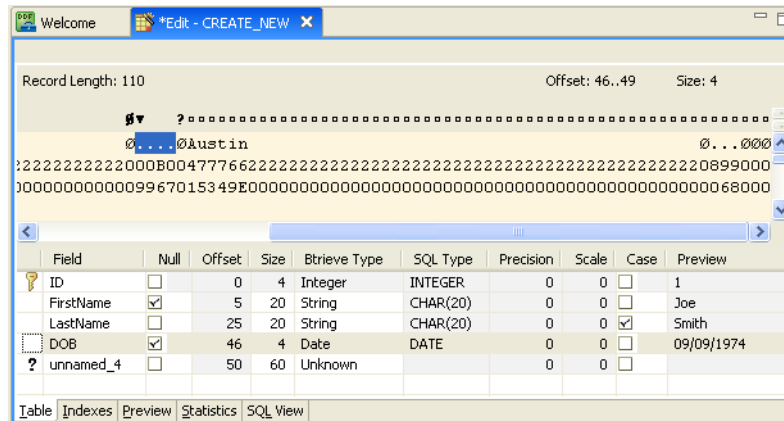 Welcome
*Edit - CREATE_NEW
Record Length: 110 Offset: 46..49 Size: 4
Ø....ØAustin Ø...ØØØ
2222222222000B00477766222222222222222222222222222222222222222220899000
000000000009967015349E000000000000000000000000000000000000000000068000
Field Null Offset Size Btrieve Type SQL Type Precision Scale Case Preview
ID 0 4 Integer INTEGER 0 0 1
FirstName 5 20 String CHAR(20) 0 0 Joe
LastName 25 20 String CHAR(20) 0 0 Smith
DOB 46 4 Date DATE 0 0 09/09/1974
? unnamed_4 50 60 Unknown 0 0
Table Indexes Preview Statistics SQL View